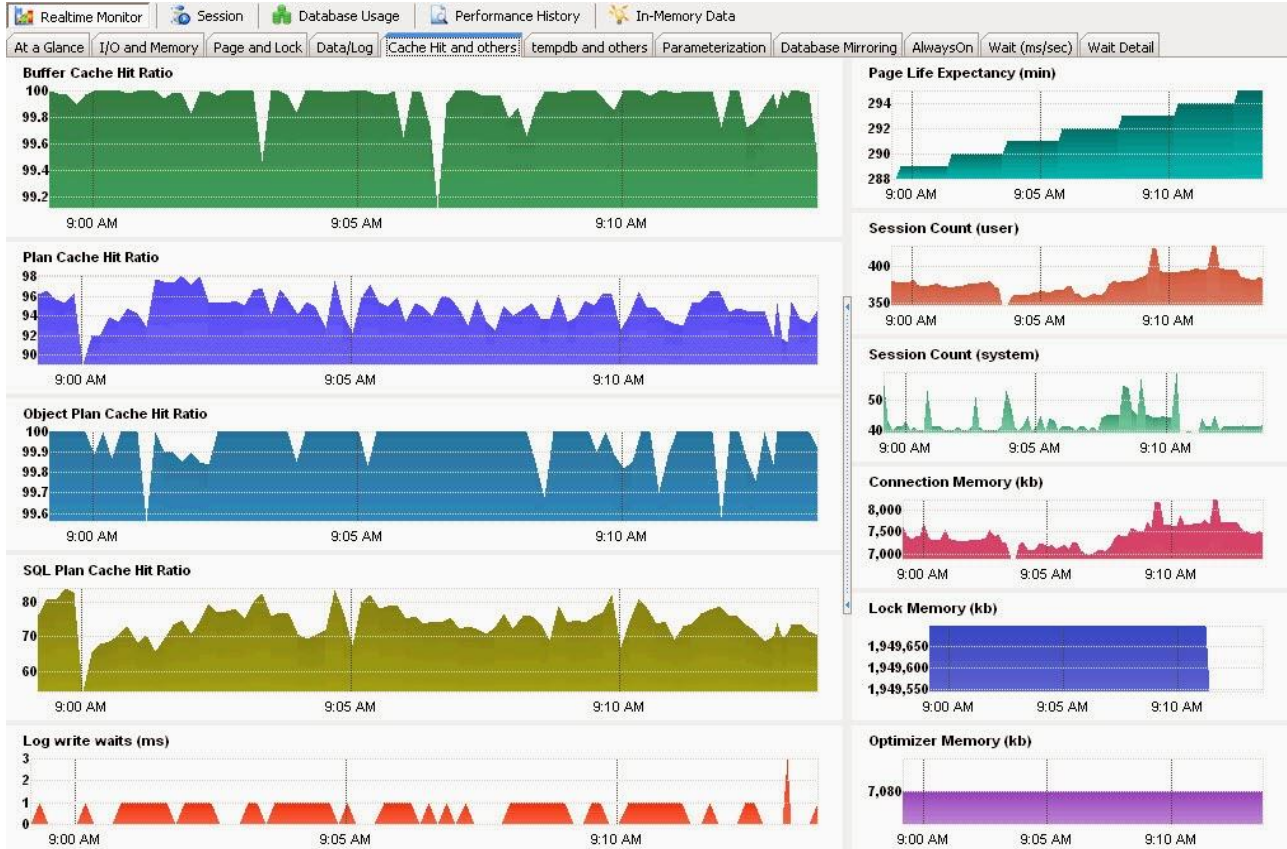 Realtime Monitor Session Database Usage Performance History In-Memory Data
At a Glance I/O and Memory Page and Lock Data/Log Cache Hit and others tempdb and others Parameterization Database Mirroring AlwaysOn Wait (ms/sec) Wait Detail
Buffer Cache Hit Ratio
100
99.8
99.6
99.4
99.2
9:00 AM 9:05 AM 9:10 AM
Plan Cache Hit Ratio
98
96
94
92
90
9:00 AM 9:05 AM 9:10 AM
Object Plan Cache Hit Ratio
100
99.9
99.8
99.7
99.6
9:00 AM 9:05 AM 9:10 AM
SQL Plan Cache Hit Ratio
80
70
60
9:00 AM 9:05 AM 9:10 AM
Log write waits (ms)
3
2
1
0
9:00 AM 9:05 AM 9:10 AM
Page Life Expectancy (min)
294
292
290
288
9:00 AM 9:05 AM 9:10 AM
Session Count (user)
400
350
9:00 AM 9:05 AM 9:10 AM
Session Count (system)
50
40
9:00 AM 9:05 AM 9:10 AM
Connection Memory (kb)
8,000
7,500
7,000
9:00 AM 9:05 AM 9:10 AM
Lock Memory (kb)
1,949,650
1,949,600
1,949,550
9:00 AM 9:05 AM 9:10 AM
Optimizer Memory (kb)
7,080
9:00 AM 9:05 AM 9:10 AM